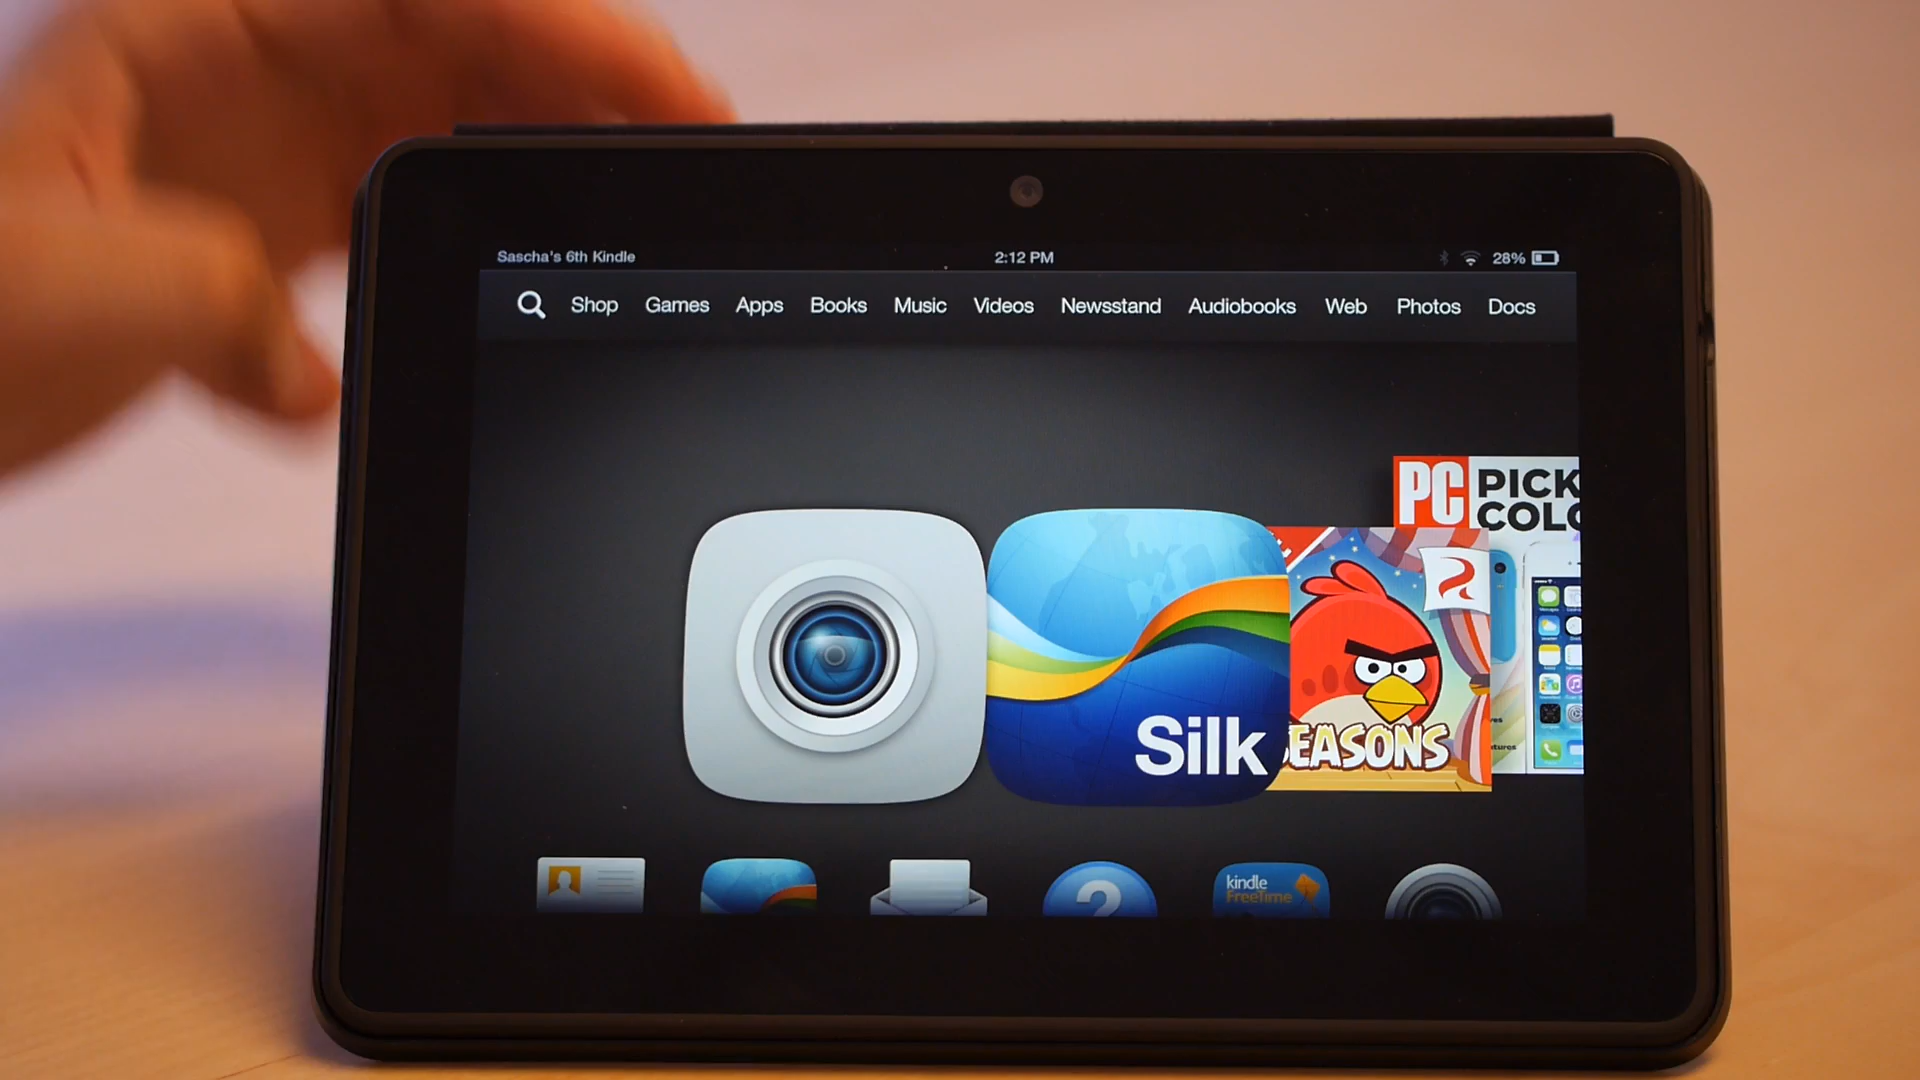 Sascha's 6th Kindle
2:12 PM
28%
Shop Games Apps Books Music Videos Newsstand Audiobooks Web Photos Docs
PC
PICK
COLO
Silk
EASONS
kindle
FreeTime
?